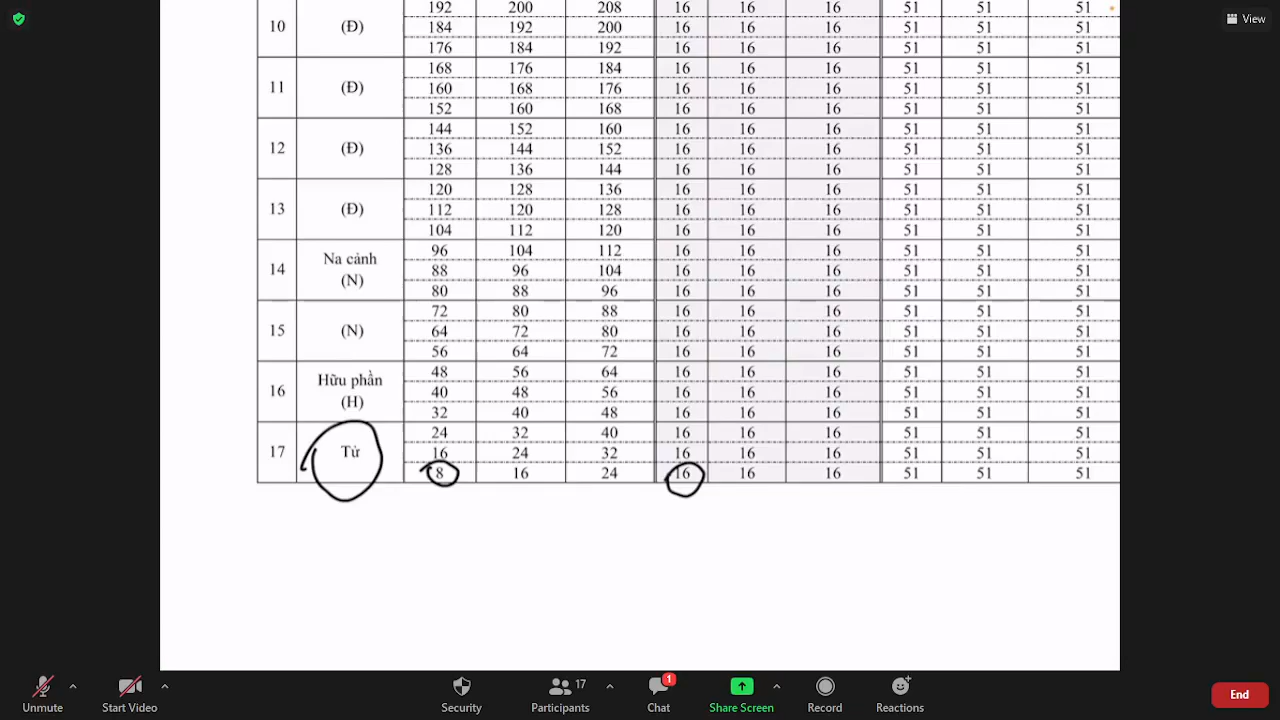 View
192 200 208 16 16 16 51 51 51
10 (Đ) 184 192 200 16 16 16 51 51 51
176 184 192 16 16 16 51 51 51
168 176 184 16 16 16 51 51 51
11 (Đ) 160 168 176 16 16 16 51 51 51
152 160 168 16 16 16 51 51 51
144 152 160 16 16 16 51 51 51
12 (Đ) 136 144 152 16 16 16 51 51 51
128 136 144 16 16 16 51 51 51
120 128 136 16 16 16 51 51 51
13 (Đ) 112 120 128 16 16 16 51 51 51
104 112 120 16 16 16 51 51 51
96 104 112 16 16 16 51 51 51
14 Na cảnh (N) 88 96 104 16 16 16 51 51 51
80 88 96 16 16 16 51 51 51
72 80 88 16 16 16 51 51 51
15 (N) 64 72 80 16 16 16 51 51 51
56 64 72 16 16 16 51 51 51
48 56 64 16 16 16 51 51 51
16 Hữu phần (H) 40 48 56 16 16 16 51 51 51
32 40 48 16 16 16 51 51 51
24 32 40 16 16 16 51 51 51
17 Tử 16 24 32 16 16 16 51 51 51
8 16 24 16 16 16 51 51 51
17 1
Unmute Start Video Security Participants Chat Share Screen Record Reactions End